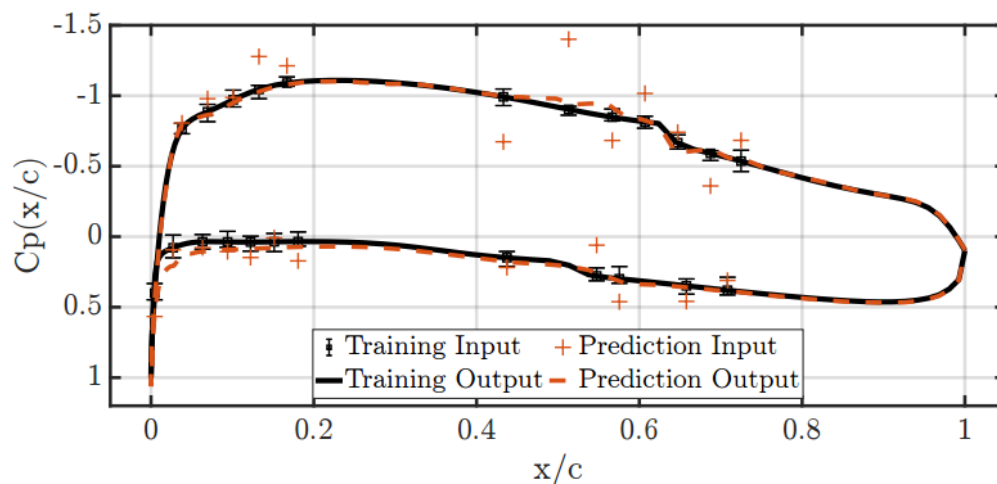 -1.5
-1
-0.5
0
0.5
1
Cp(x/c)
Training Input
Prediction Input
Training Output
Prediction Output
0
0.2
0.4
0.6
0.8
1
x/c